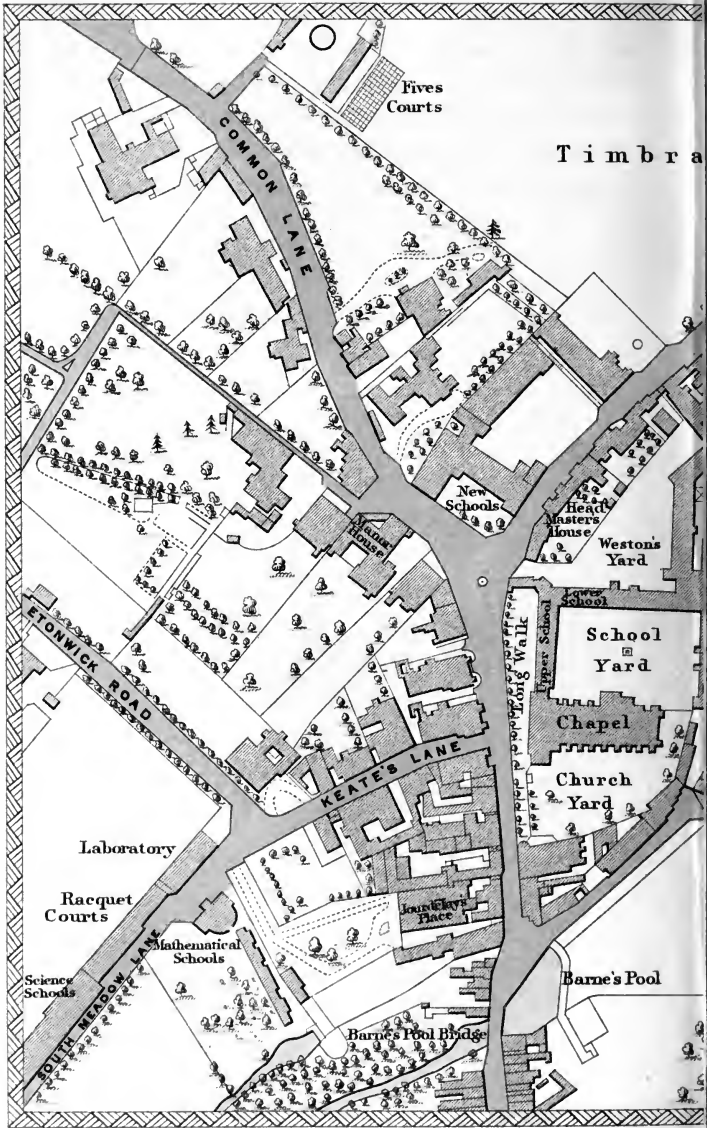 Fives
Courts
COMMON LANE
Timbra
New
Schools
Head
Masters
House
Manor
House
Weston's
Yard
Lower
School
Upper School
Long Walk
School
Yard
ETONWICK ROAD
Chapel
KEATE'S LANE
Church
Yard
Laboratory
Racquet
Courts
Jourdelay's
Place
Mathematical
Schools
Science
Schools
SOUTH MEADOW LANE
Barne's Pool
Barne's Pool Bridge